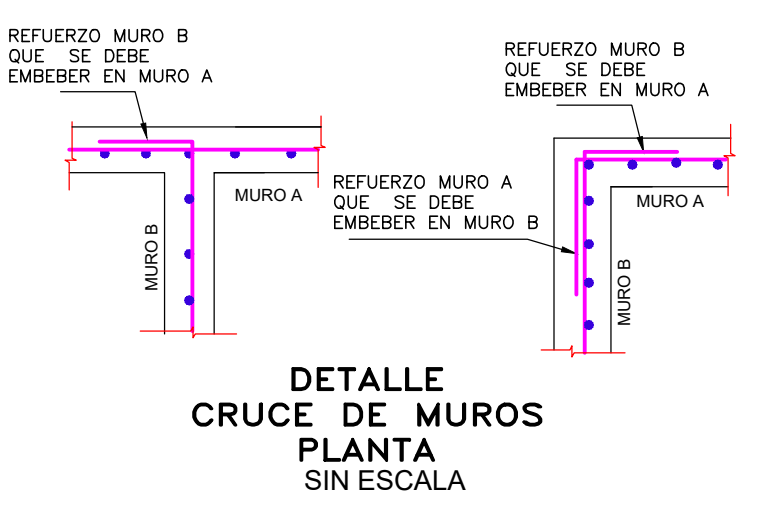 REFUERZO MURO B
QUE SE DEBE
EMBEBER EN MURO A
REFUERZO MURO B
QUE SE DEBE
EMBEBER EN MURO A
REFUERZO MURO A
QUE SE DEBE
EMBEBER EN MURO B
MURO A
MURO B
MURO A
MURO B
DETALLE
CRUCE DE MUROS
PLANTA
SIN ESCALA